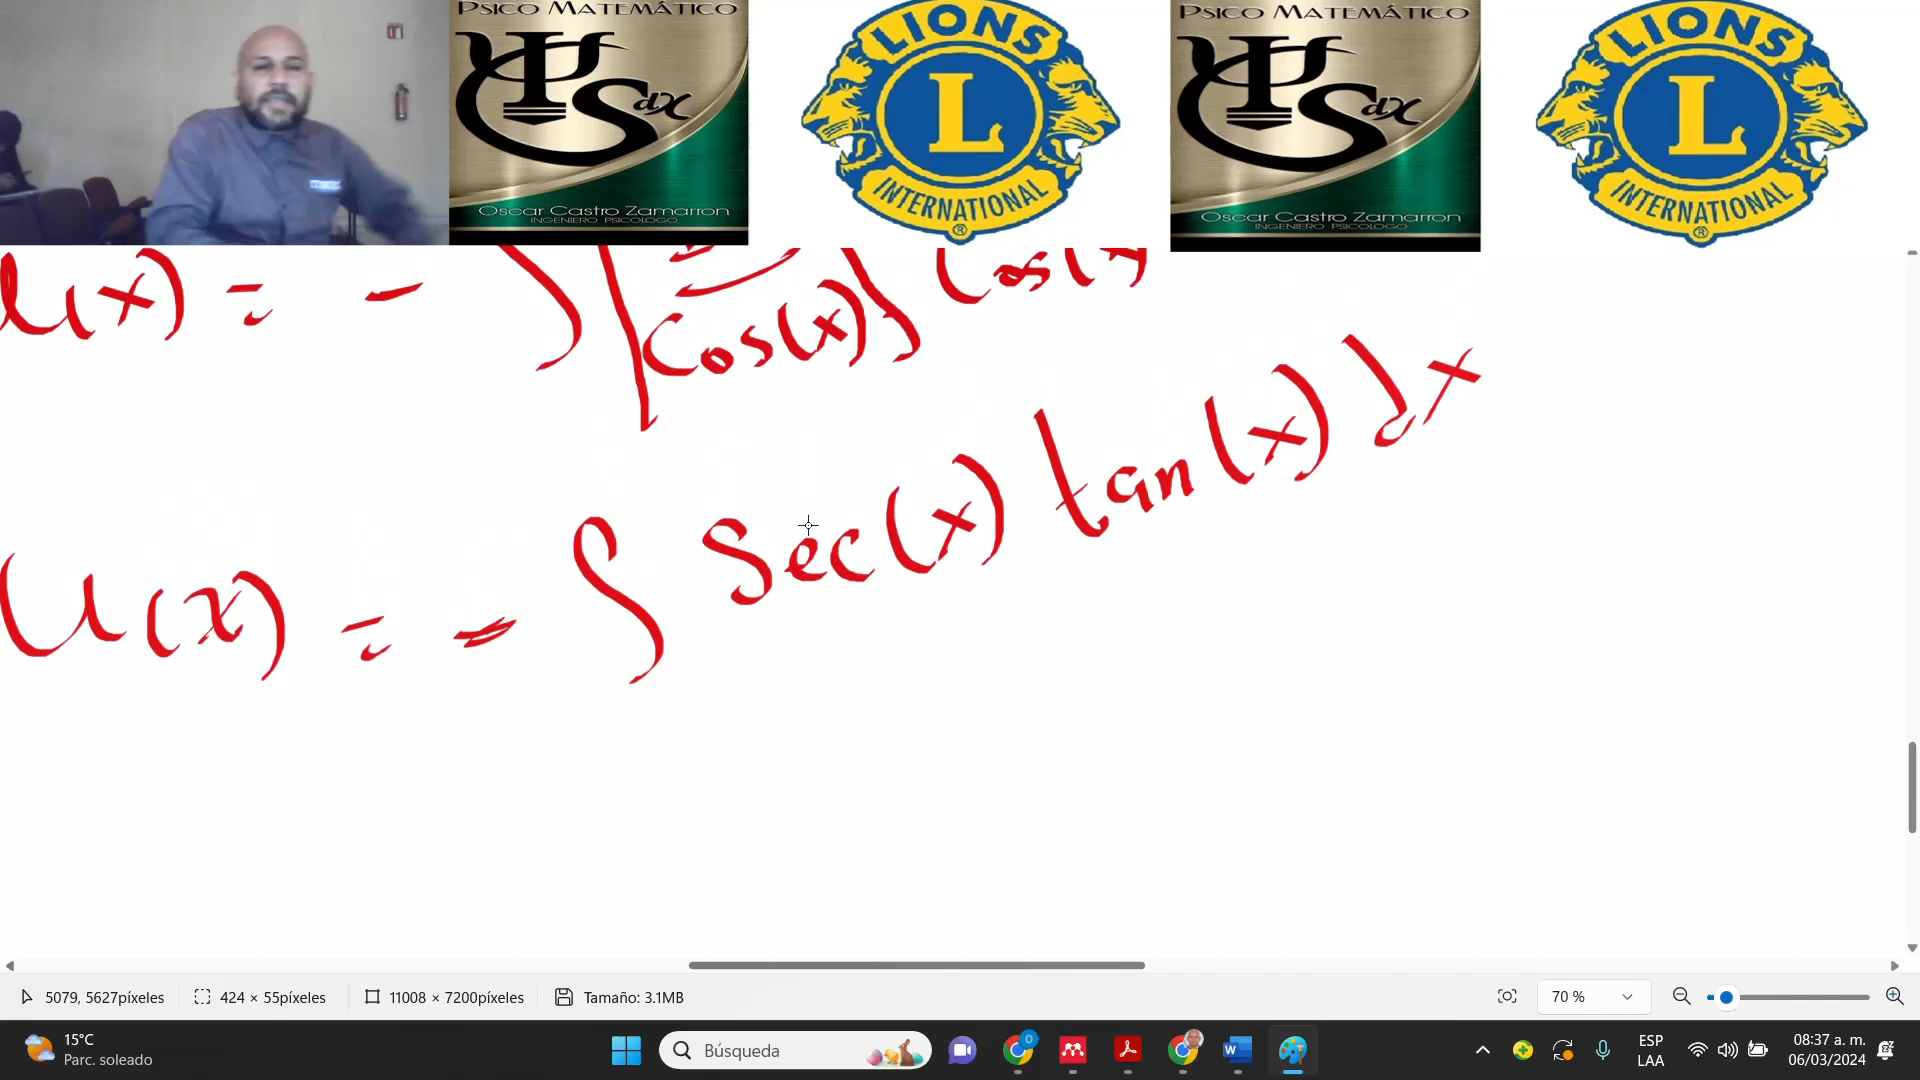 PSICO MATEMÁTICO
dx
Oscar Castro Zamarron
INGENIERO PSICOLOGO
LIONS
L
INTERNATIONAL
®
PSICO MATEMÁTICO
dx
Oscar Castro Zamarron
INGENIERO PSICOLOGO
LIONS
L
INTERNATIONAL
®
(x) = - ∫ Cos(x) Cos(x
U(x) = - ∫ Sec(x) tan(x) dx
5079, 5627píxeles
424 × 55píxeles
11008 × 7200píxeles
Tamaño: 3.1MB
70 %
15°C
Parc. soleado
Búsqueda
ESP
LAA
08:37 a. m.
06/03/2024